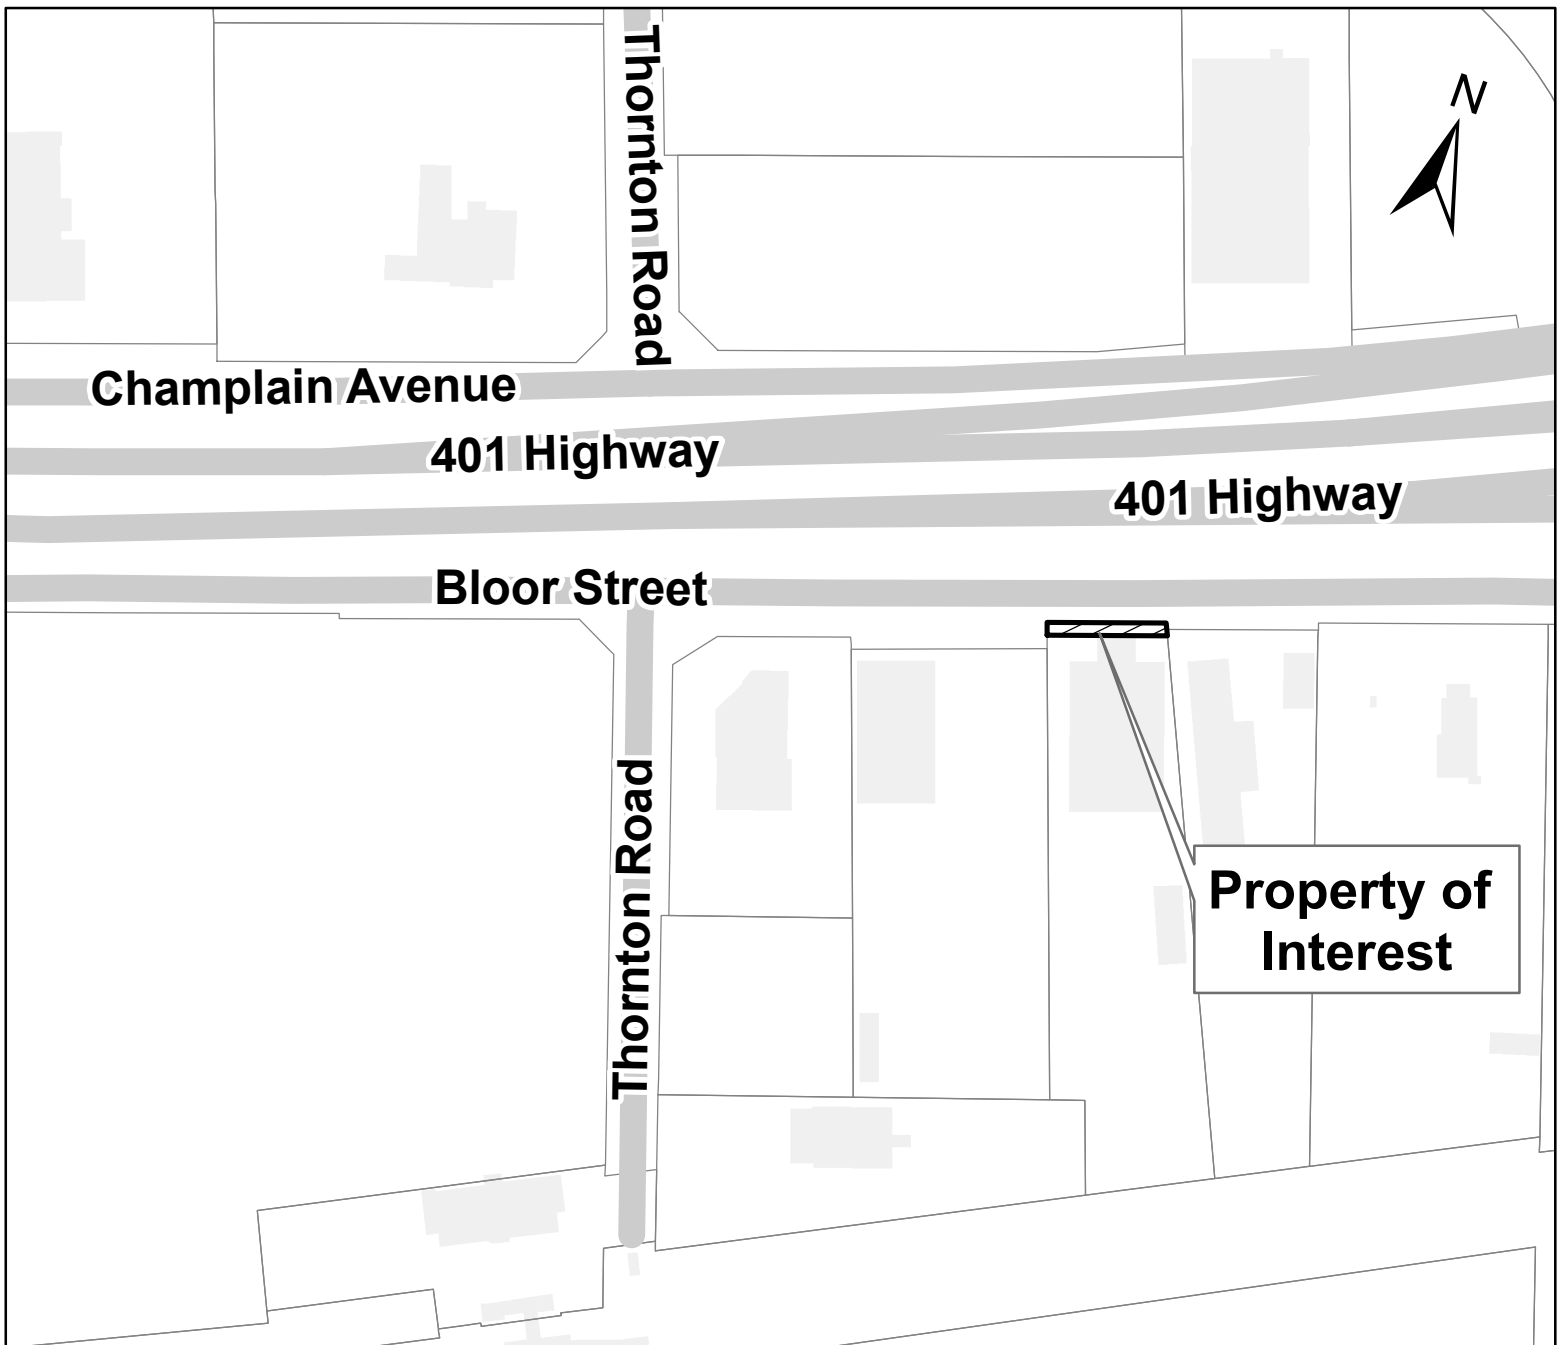 Thornton Road
N
Champlain Avenue
401 Highway
401 Highway
Bloor Street
Thornton Road
Property of
Interest